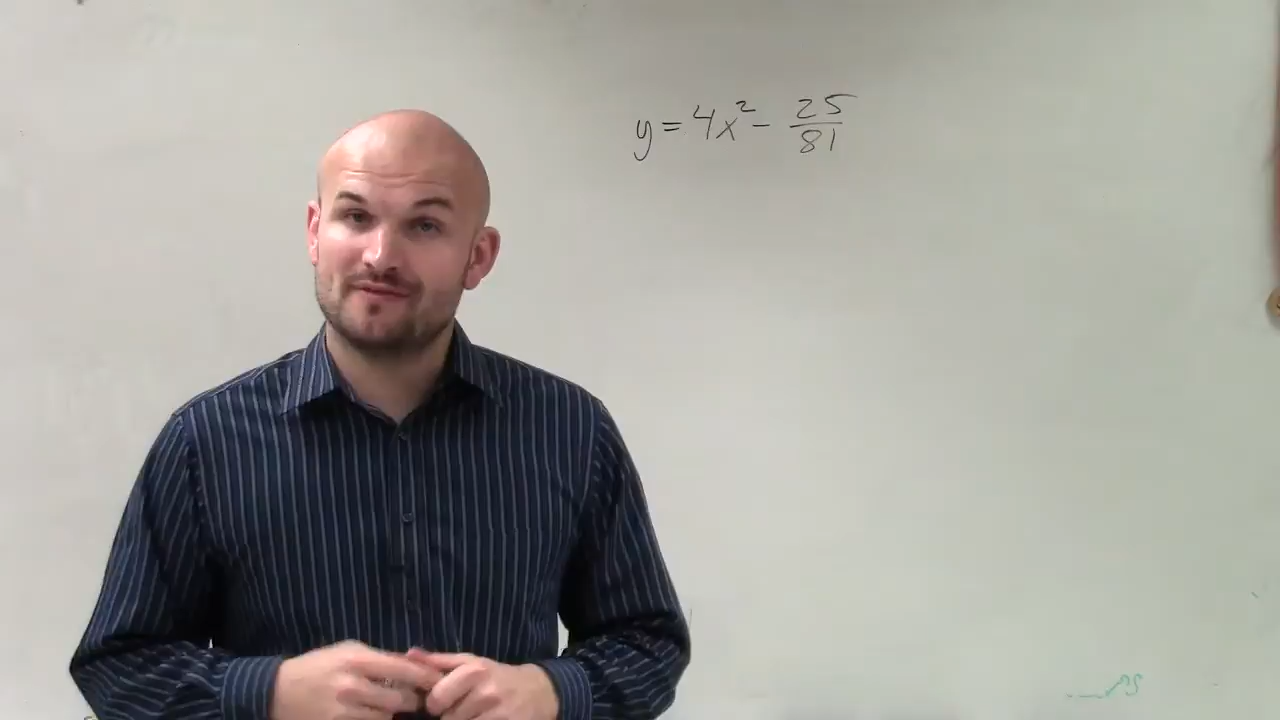 y = 4x² - 25/81